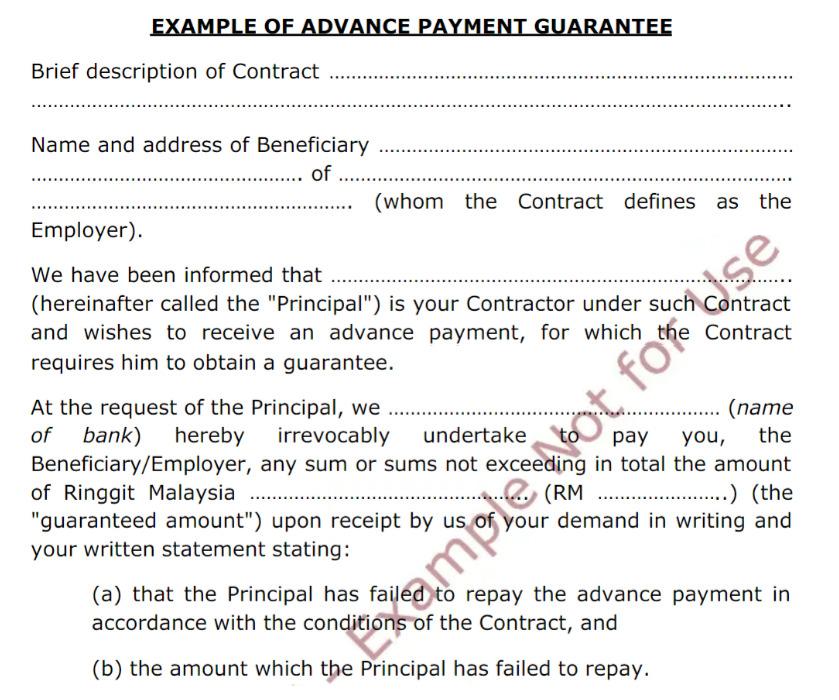 EXAMPLE OF ADVANCE PAYMENT GUARANTEE
Brief description of Contract ..........................................................................
..........................................................................................................................
Name and address of Beneficiary ..................................................................
........................................... of ........................................................................
................................................... (whom the Contract defines as the
Employer).
We have been informed that ..........................................................................
(hereinafter called the "Principal") is your Contractor under such Contract
and wishes to receive an advance payment, for which the Contract
requires him to obtain a guarantee.
At the request of the Principal, we ..................................................... (name
of bank) hereby irrevocably undertake to pay you, the
Beneficiary/Employer, any sum or sums not exceeding in total the amount
of Ringgit Malaysia ............................................. (RM .....................) (the
"guaranteed amount") upon receipt by us of your demand in writing and
your written statement stating:
(a) that the Principal has failed to repay the advance payment in
accordance with the conditions of the Contract, and
(b) the amount which the Principal has failed to repay.
- Example Not for Use